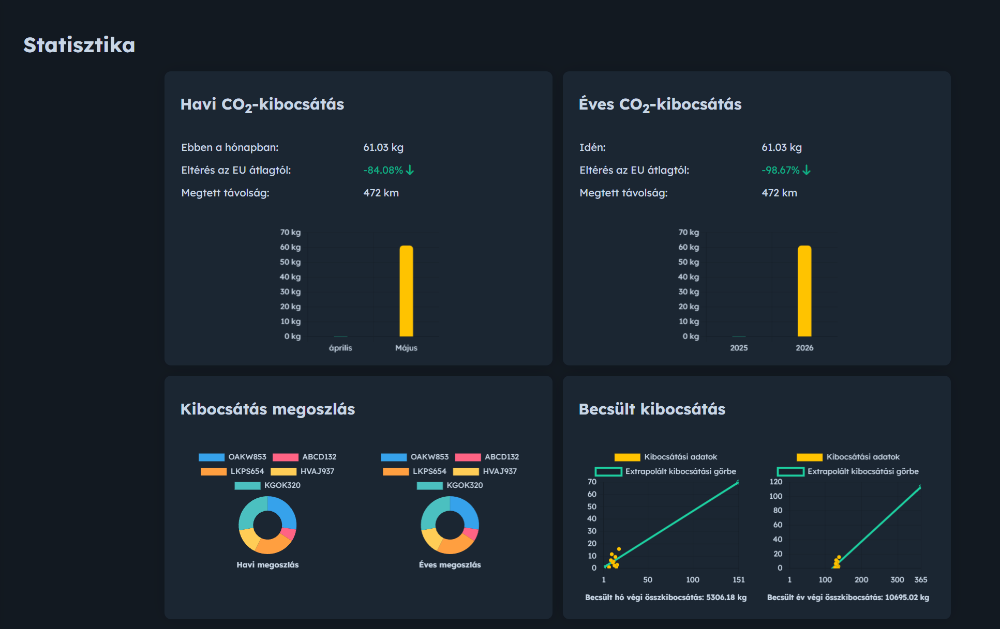 Statisztika
Havi CO₂-kibocsátás
Ebben a hónapban: 61.03 kg
Eltérés az EU átlagtól: -84.08%
Megtett távolság: 472 km
70 kg
60 kg
50 kg
40 kg
30 kg
20 kg
10 kg
0 kg
április Május
Éves CO₂-kibocsátás
Idén: 61.03 kg
Eltérés az EU átlagtól: -98.67%
Megtett távolság: 472 km
70 kg
60 kg
50 kg
40 kg
30 kg
20 kg
10 kg
0 kg
2025 2026
Kibocsátás megoszlás
OAKW853 ABCD132
LKPS654 HVAJ937
KGOK320
Havi megoszlás
OAKW853 ABCD132
LKPS654 HVAJ937
KGOK320
Éves megoszlás
Becsült kibocsátás
Kibocsátási adatok
Extrapolált kibocsátási görbe
70
60
50
40
30
20
10
0
1 50 100 151
Becsült hó végi összkibocsátás: 5306.18 kg
Kibocsátási adatok
Extrapolált kibocsátási görbe
120
100
80
60
40
20
0
1 100 200 300 365
Becsült év végi összkibocsátás: 10695.02 kg